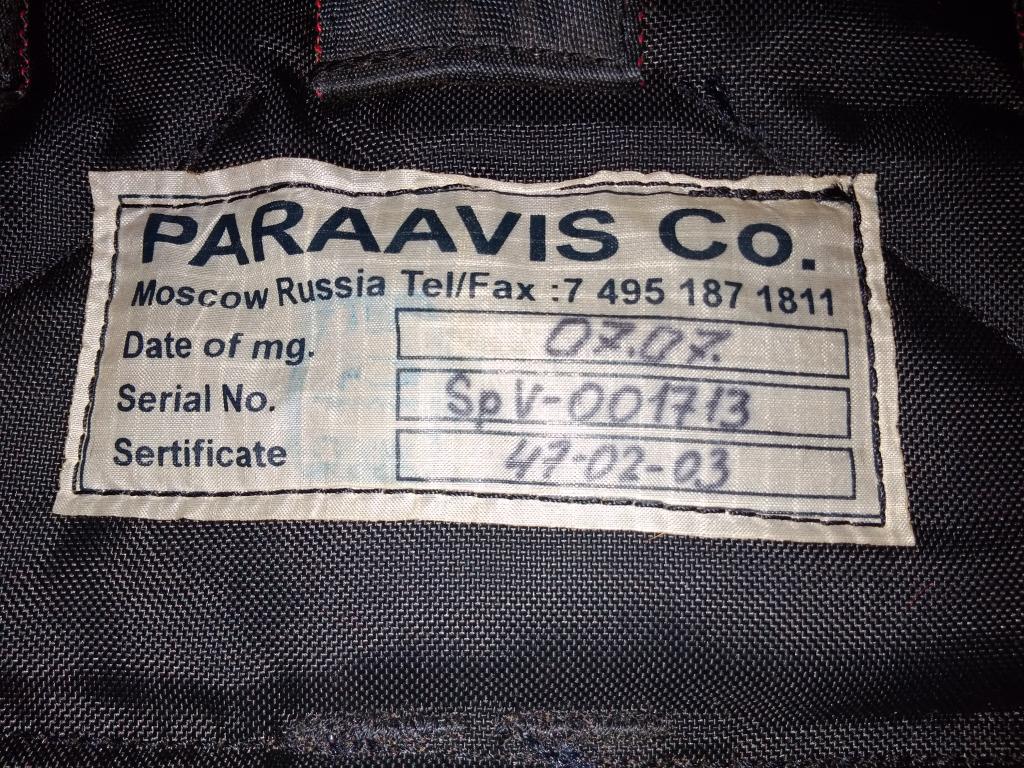 PARAAVIS Co.
Moscow Russia Tel/Fax :7 495 187 1811
Date of mg. 07.07.
Serial No. SpV-001713
Sertificate 47-02-03